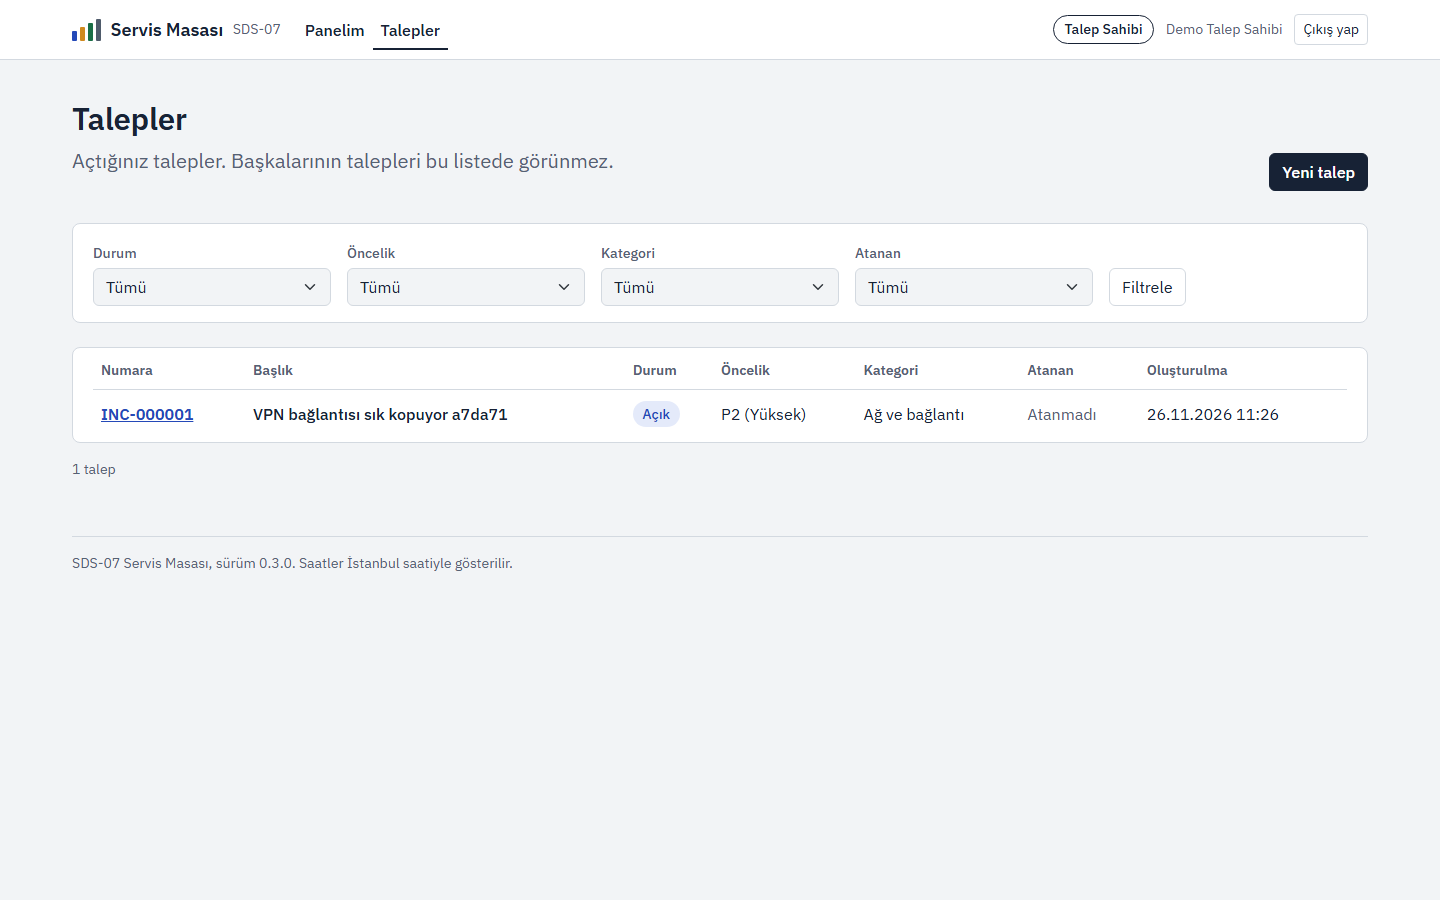 Servis Masası SDS-07 Panelim Talepler Talep Sahibi Demo Talep Sahibi Çıkış yap
Talepler
Açtığınız talepler. Başkalarının talepleri bu listede görünmez.
Yeni talep
Durum Öncelik Kategori Atanan
Tümü Tümü Tümü Tümü Filtrele
Numara Başlık Durum Öncelik Kategori Atanan Oluşturulma
INC-000001 VPN bağlantısı sık kopuyor a7da71 Açık P2 (Yüksek) Ağ ve bağlantı Atanmadı 26.11.2026 11:26
1 talep
SDS-07 Servis Masası, sürüm 0.3.0. Saatler İstanbul saatiyle gösterilir.